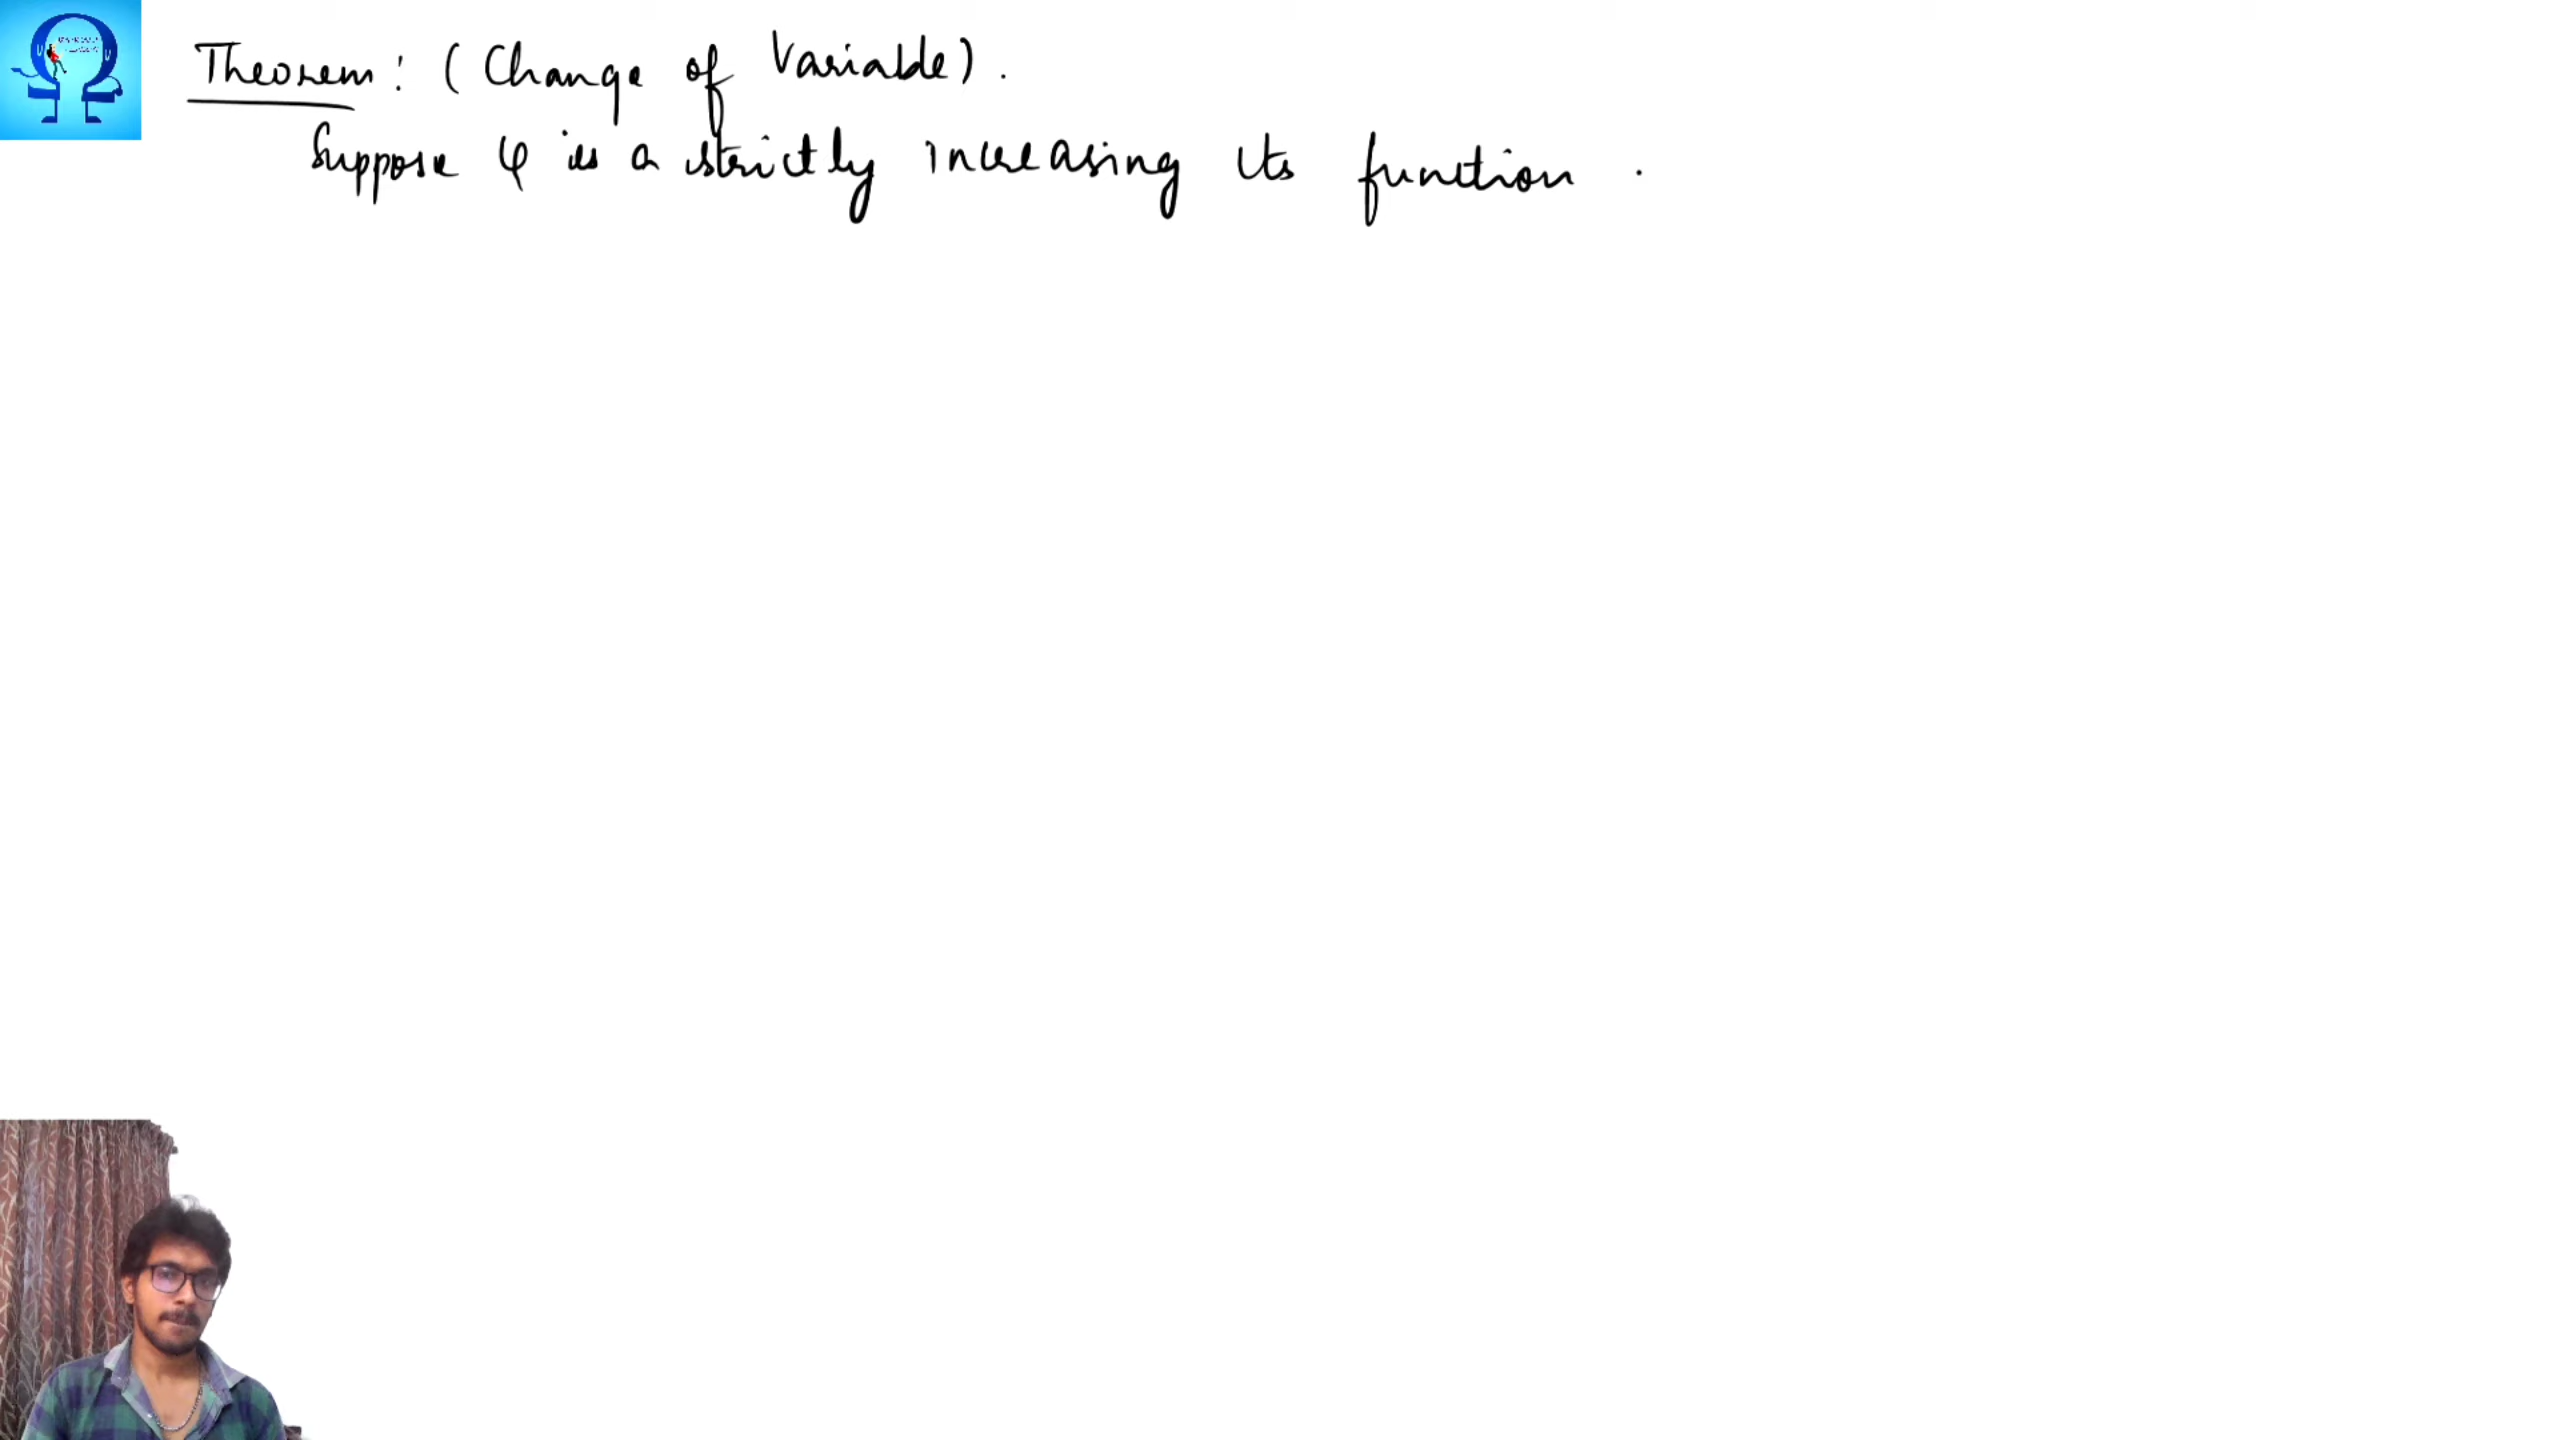 Theorem: (Change of Variable).
Suppose φ is a strictly increasing cts function.